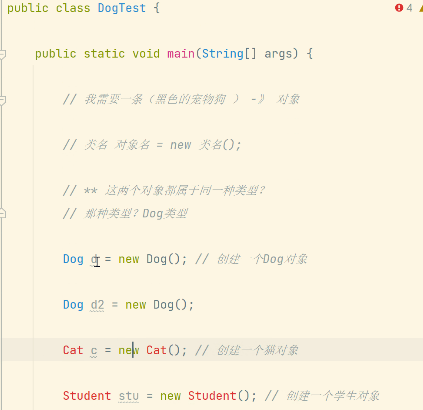 public class DogTest {
4
public static void main(String[] args) {
// 我需要一条（黑色的宠物狗 ） -》 对象
// 类名 对象名 = new 类名();
// ** 这两个对象都属于同一种类型?
// 那种类型? Dog类型
Dog d = new Dog(); // 创建 一个Dog对象
Dog d2 = new Dog();
Cat c = new Cat(); // 创建一个猫对象
Student stu = new Student(); // 创建一个学生对象